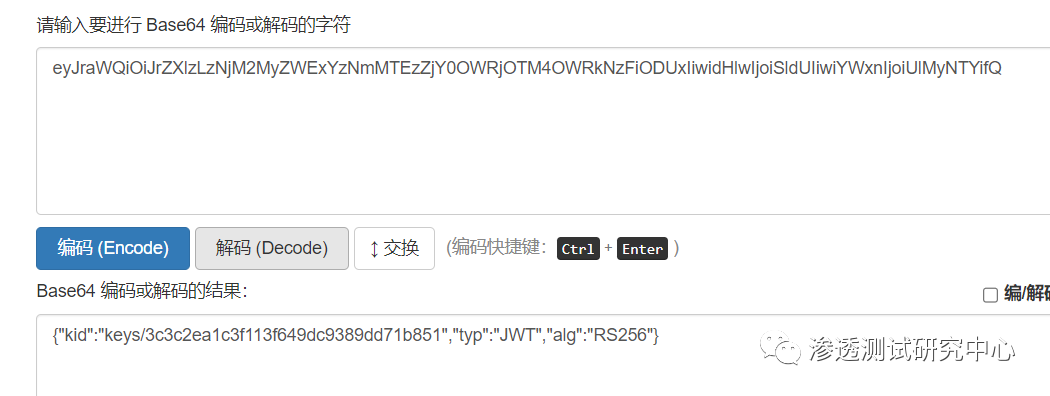 请输入要进行 Base64 编码或解码的字符
eyJraWQiOiJrZXlzLzNjM2MyZWExYzNmMTEzZjY0OWRjOTM4OWRkNzFiODUxIiwidHlwIjoiSldUIiwiYWxnIjoiUlMyNTYifQ
编码 (Encode) 解码 (Decode) ↕交换 (编码快捷键: Ctrl + Enter )
Base64 编码或解码的结果: 编/解码
{"kid":"keys/3c3c2ea1c3f113f649dc9389dd71b851","typ":"JWT","alg":"RS256"}
渗透测试研究中心